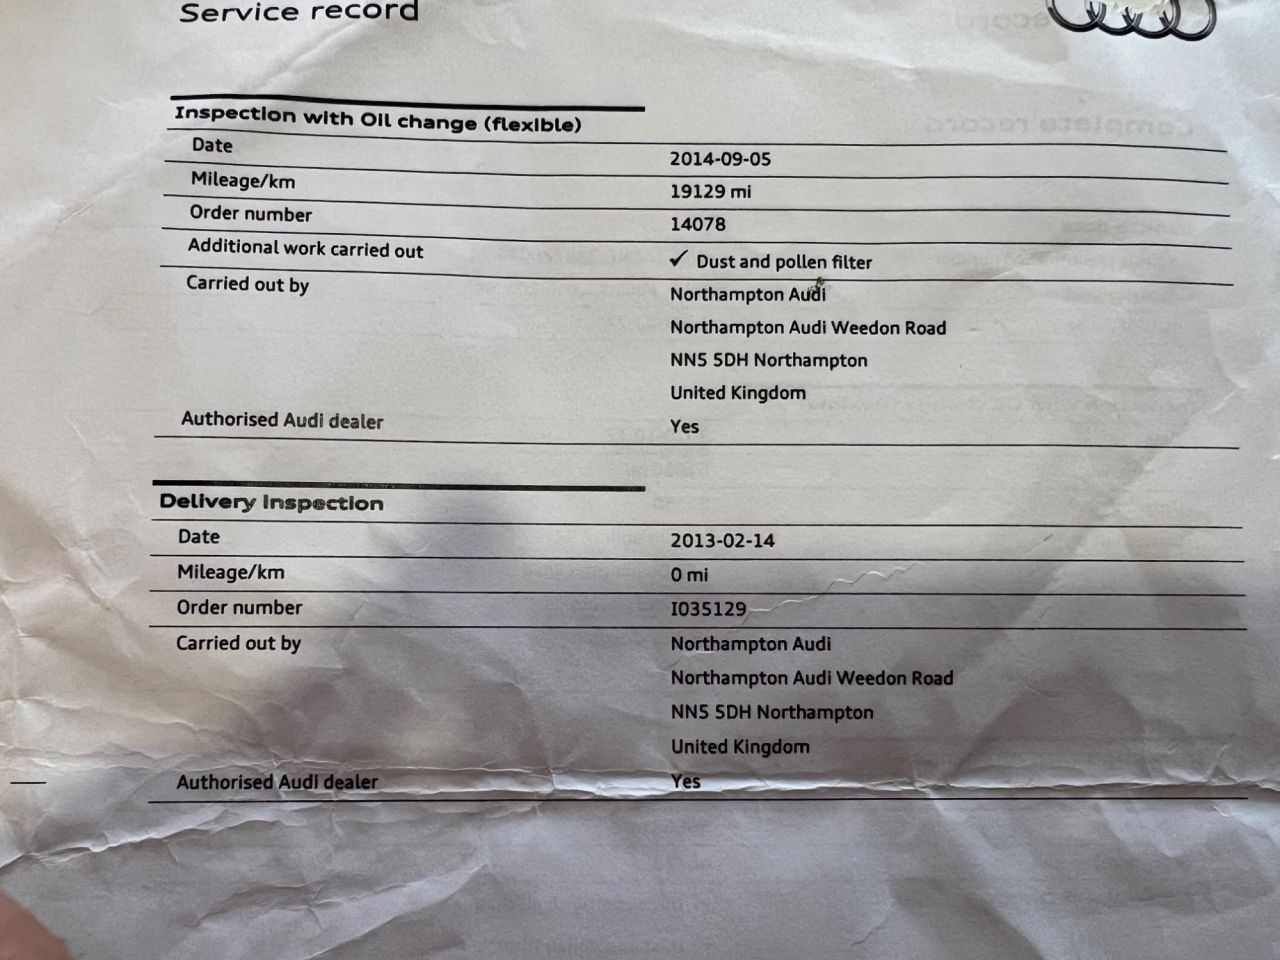 Service record
Inspection with Oil change (flexible)
Date 2014-09-05
Mileage/km 19129 mi
Order number 14078
Additional work carried out ✓ Dust and pollen filter
Carried out by Northampton Audi
Northampton Audi Weedon Road
NN5 5DH Northampton
United Kingdom
Authorised Audi dealer Yes
Delivery Inspection
Date 2013-02-14
Mileage/km 0 mi
Order number I035129
Carried out by Northampton Audi
Northampton Audi Weedon Road
NN5 5DH Northampton
United Kingdom
Authorised Audi dealer Yes